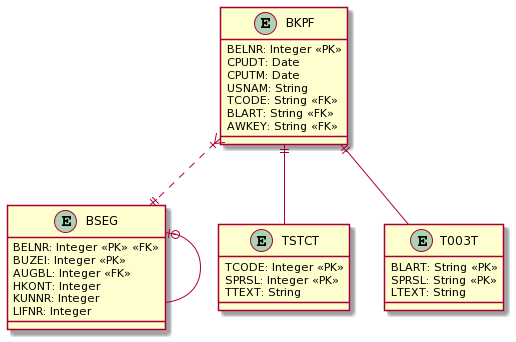 E BKPF
BELNR: Integer «PK»
CPUDT: Date
CPUTM: Date
USNAM: String
TCODE: String «FK»
BLART: String «FK»
AWKEY: String «FK»
E BSEG
BELNR: Integer «PK» «FK»
BUZEI: Integer «PK»
AUGBL: Integer «FK»
HKONT: Integer
KUNNR: Integer
LIFNR: Integer
E TSTCT
TCODE: Integer «PK»
SPRSL: Integer «PK»
TTEXT: String
E T003T
BLART: String «PK»
SPRSL: String «PK»
LTEXT: String